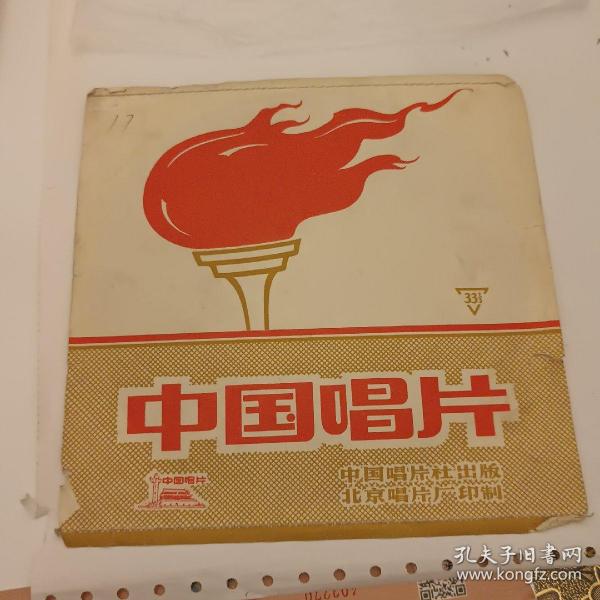 17
33⅓
中国唱片
中国唱片
中国唱片社出版
北京唱片厂印制
孔夫子旧书网
www.kongfz.com